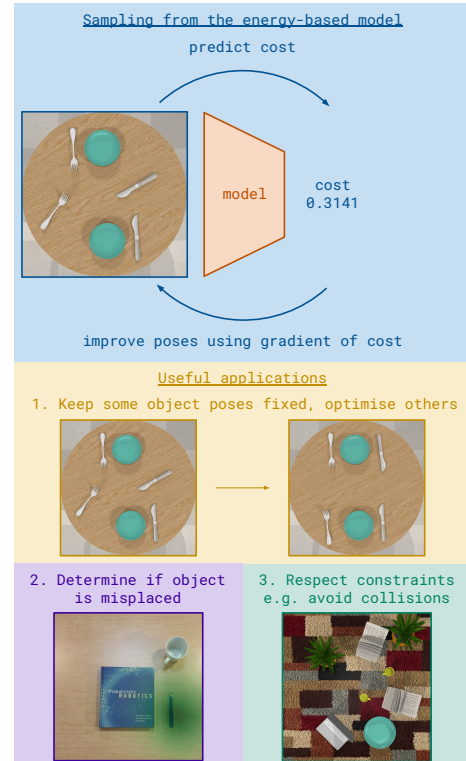 Sampling from the energy-based model
predict cost
model
cost
0.3141
improve poses using gradient of cost
Useful applications
1. Keep some object poses fixed, optimise others
2. Determine if object
is misplaced
3. Respect constraints
e.g. avoid collisions
ROBOTICS